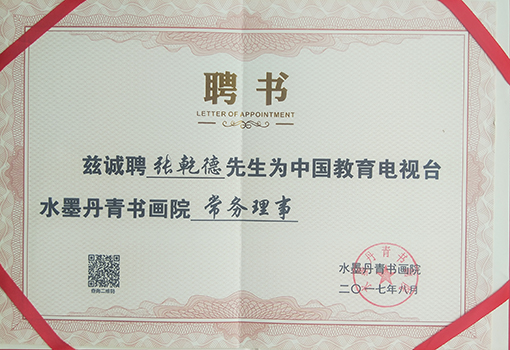 聘书
LETTER OF APPOINTMENT
兹诚聘张乾德先生为中国教育电视台
水墨丹青书画院 常务理事
水墨丹青书画院
二〇一七年八月